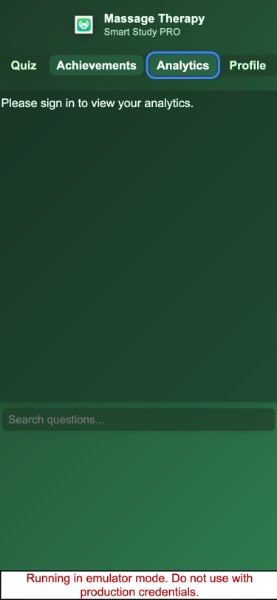 Massage Therapy
Smart Study PRO
Quiz Achievements Analytics Profile
Please sign in to view your analytics.
Search questions...
Running in emulator mode. Do not use with
production credentials.